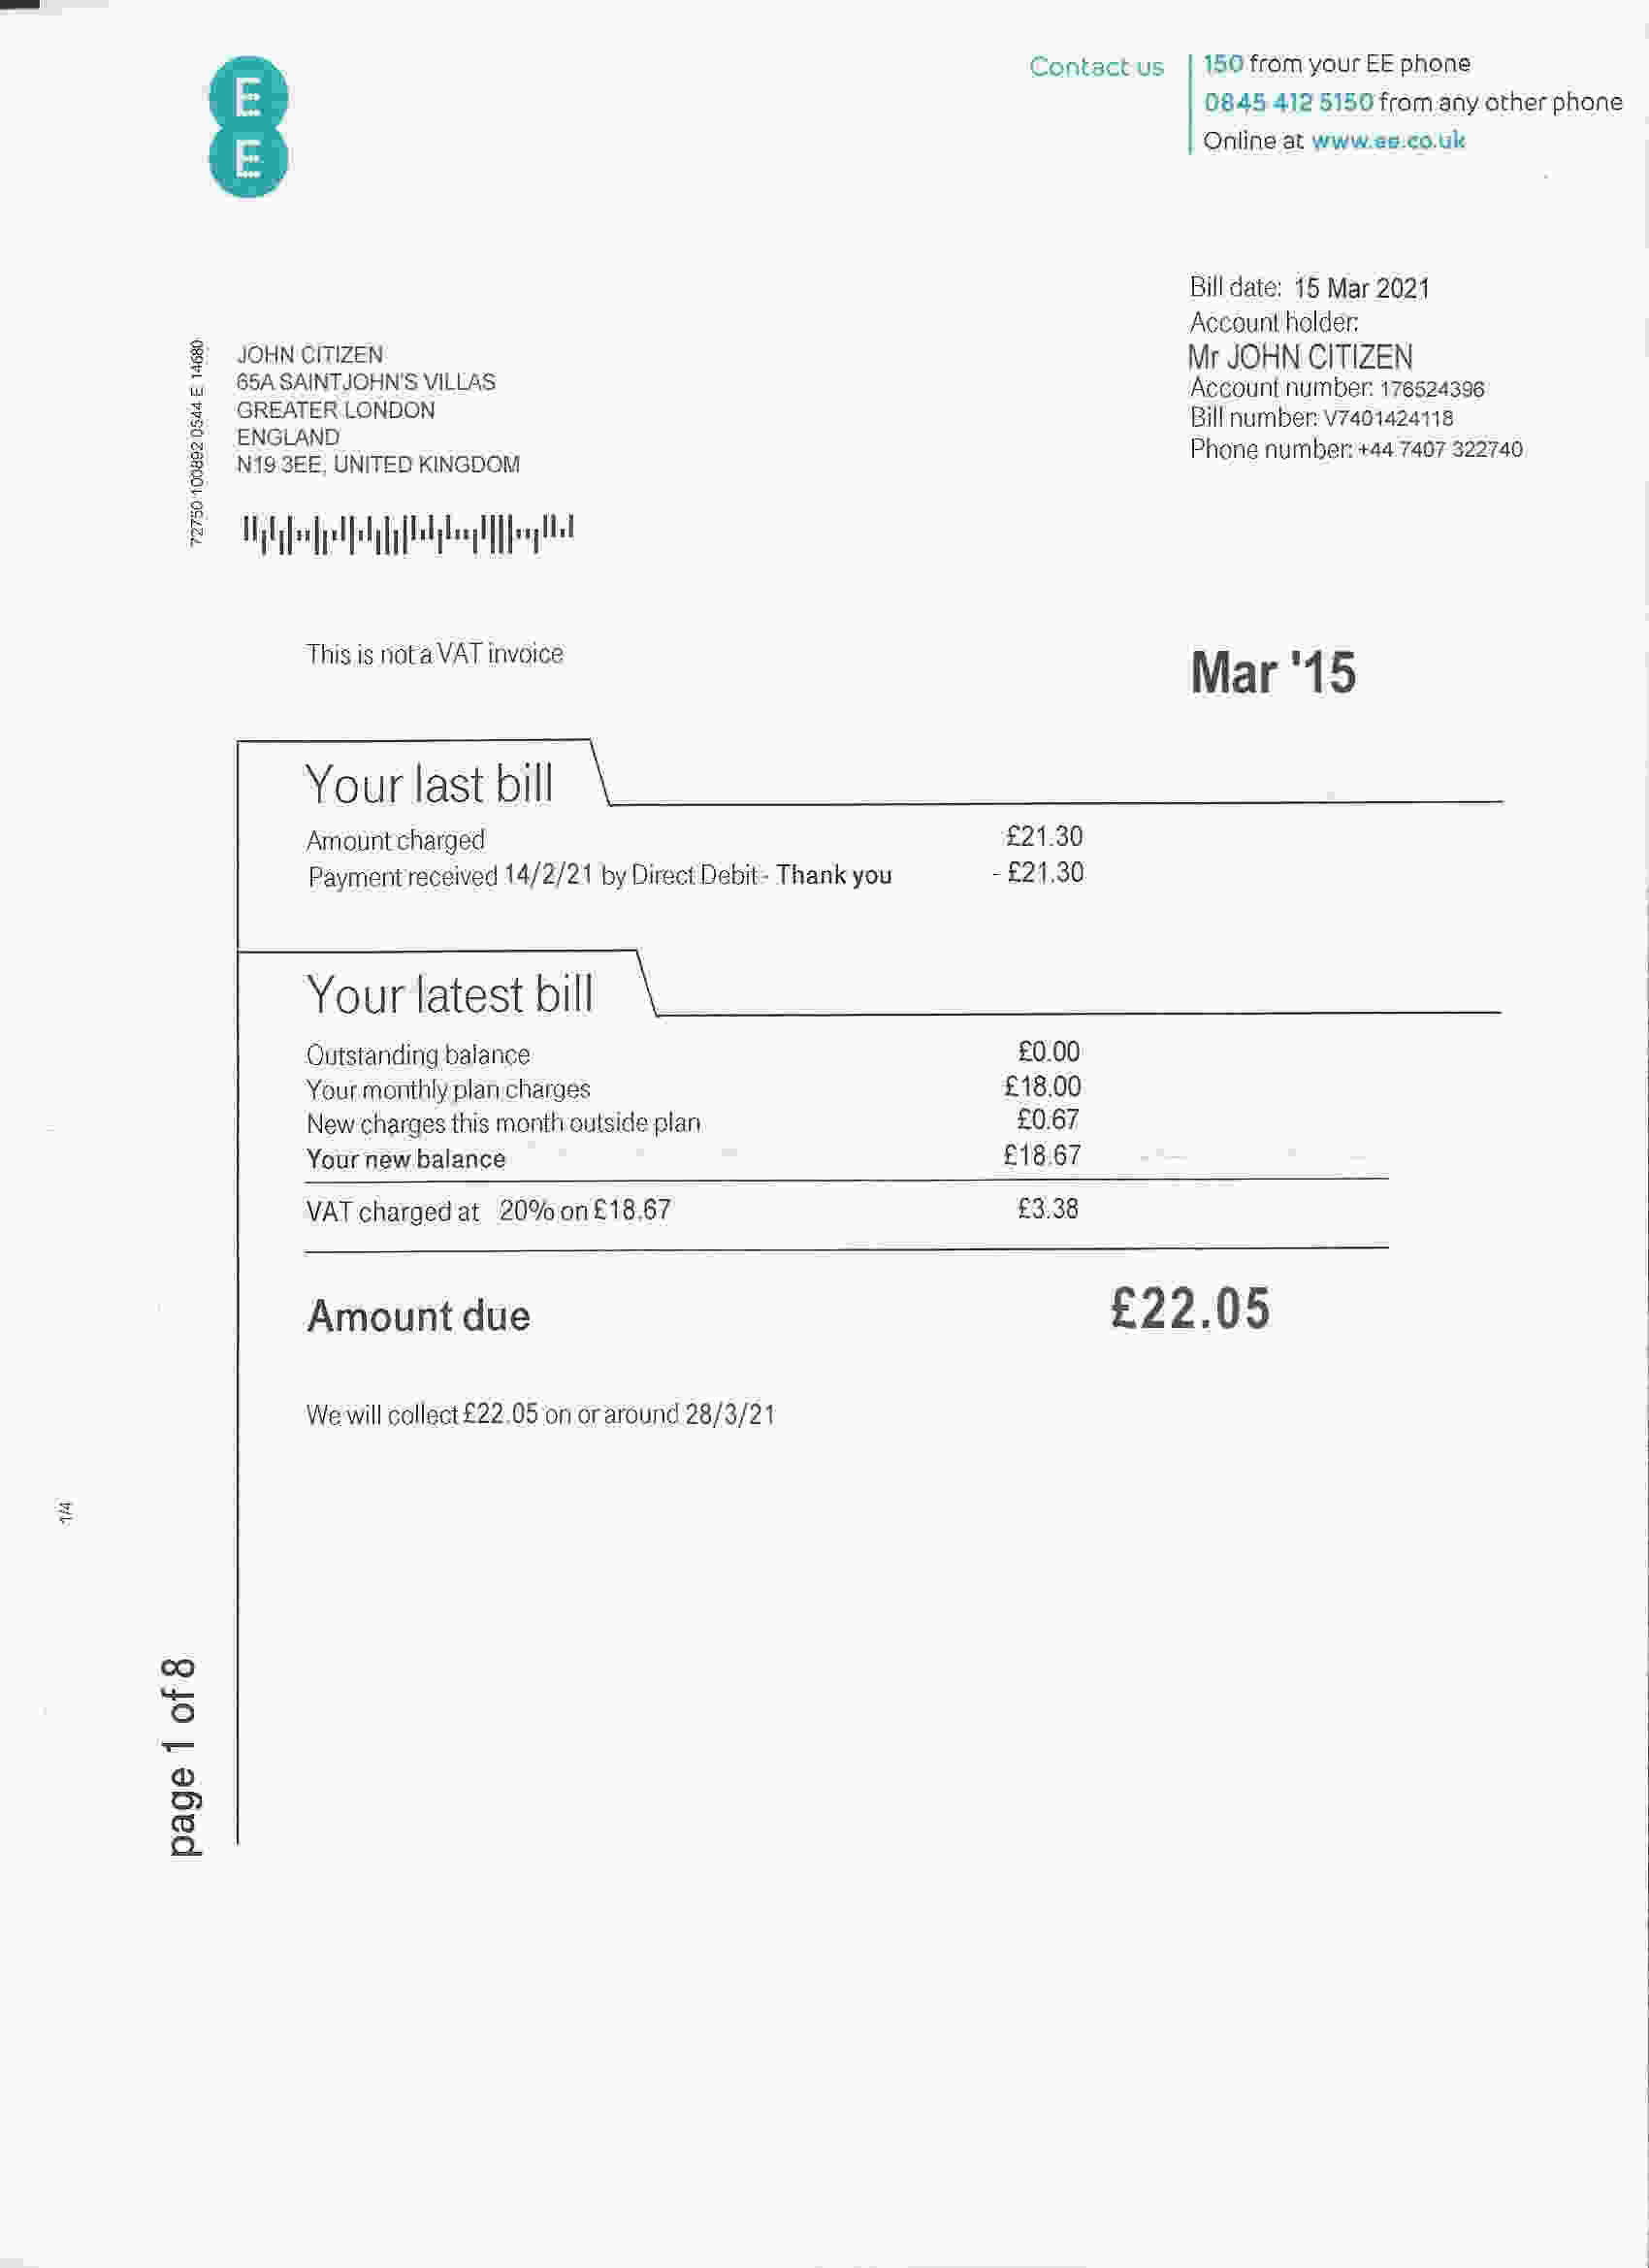 E
E
Contact us
150 from your EE phone
0845 412 5150 from any other phone
Online at www.ee.co.uk
Bill date: 15 Mar 2021
Account holder:
Mr JOHN CITIZEN
Account number: 176524396
Bill number: V7401424118
Phone number: +44 7407 322740
72750 100892 0544 E 14680
JOHN CITIZEN
65A SAINT JOHN'S VILLAS
GREATER LONDON
ENGLAND
N19 3EE, UNITED KINGDOM
This is not a VAT invoice
Mar '15
Your last bill
Amount charged £21.30
Payment received 14/2/21 by Direct Debit - Thank you - £21.30
Your latest bill
Outstanding balance £0.00
Your monthly plan charges £18.00
New charges this month outside plan £0.67
Your new balance £18.67
VAT charged at 20% on £18.67 £3.38
Amount due £22.05
We will collect £22.05 on or around 28/3/21
1/4
page 1 of 8